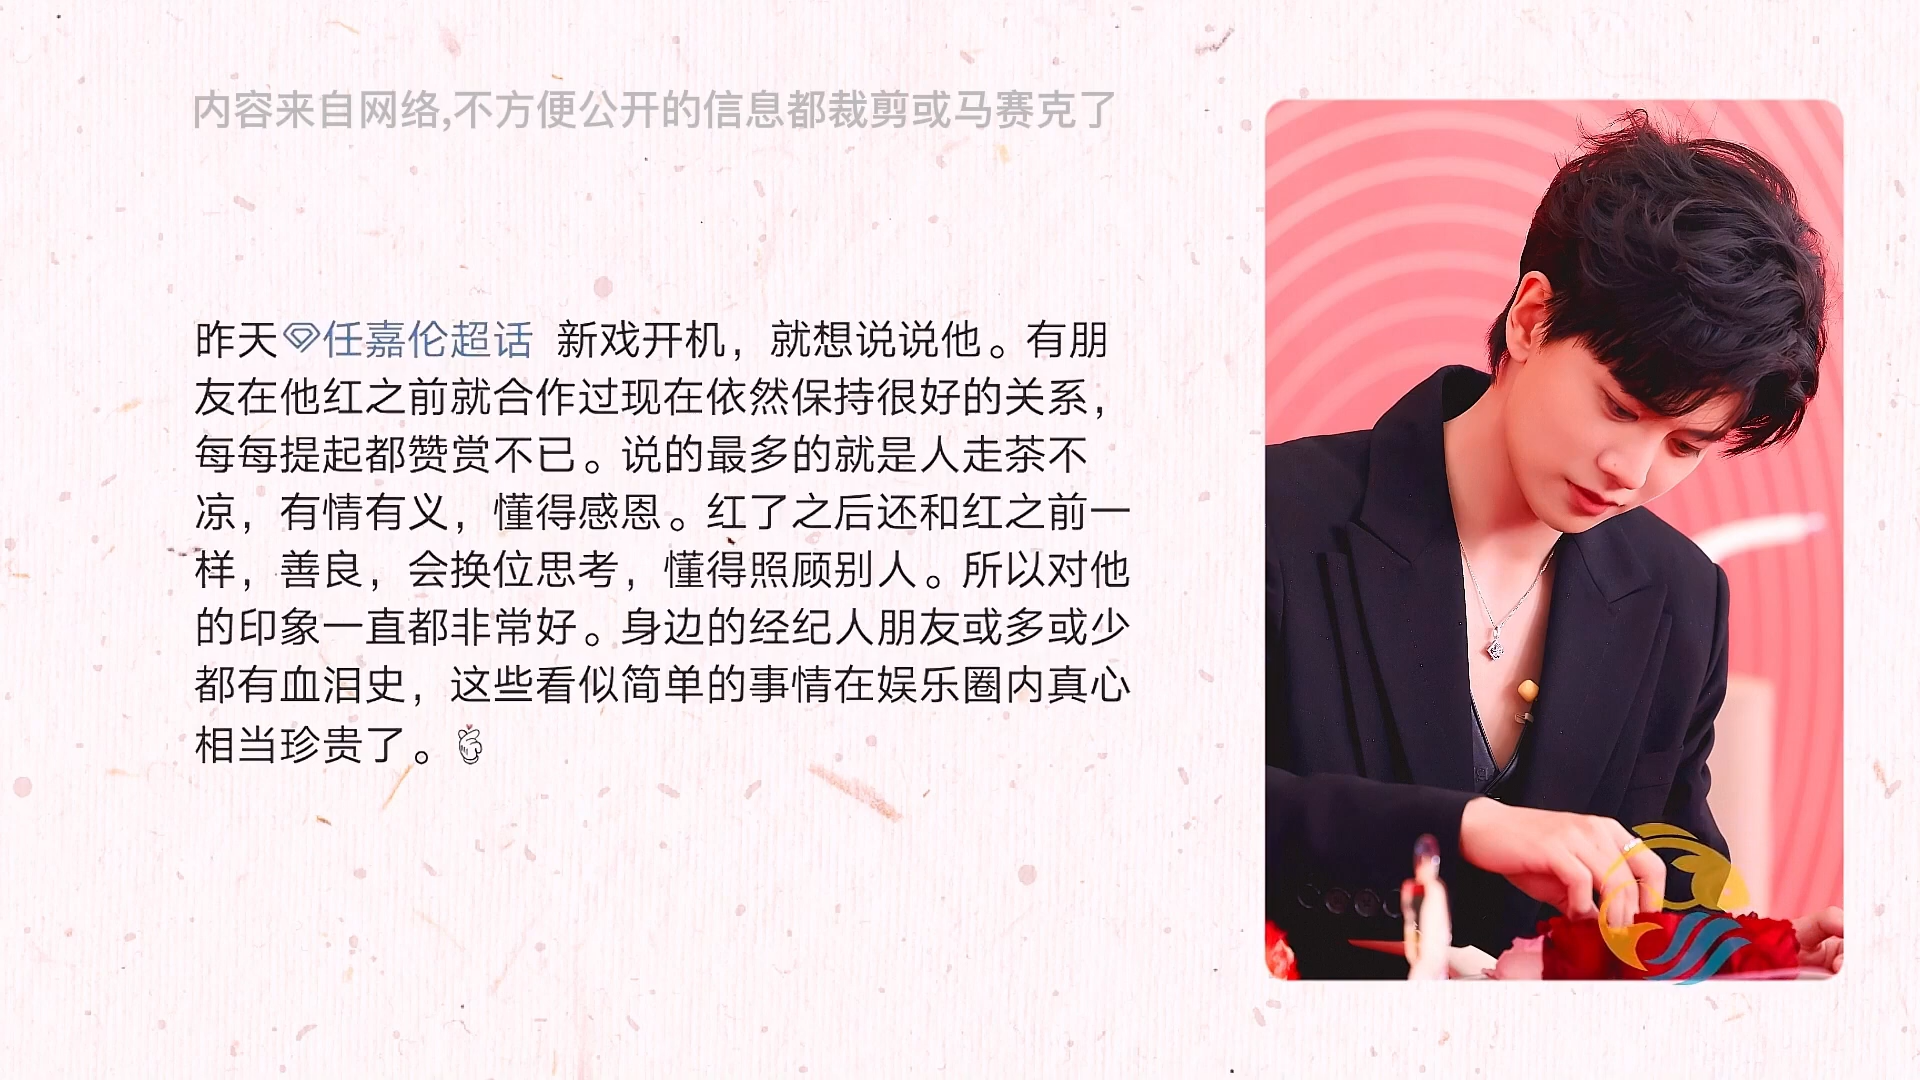 内容来自网络,不方便公开的信息都裁剪或马赛克了
昨天任嘉伦超话 新戏开机，就想说说他。有朋
友在他红之前就合作过现在依然保持很好的关系，
每每提起都赞赏不已。说的最多的就是人走茶不
凉，有情有义，懂得感恩。红了之后还和红之前一
样，善良，会换位思考，懂得照顾别人。所以对他
的印象一直都非常好。身边的经纪人朋友或多或少
都有血泪史，这些看似简单的事情在娱乐圈内真心
相当珍贵了。